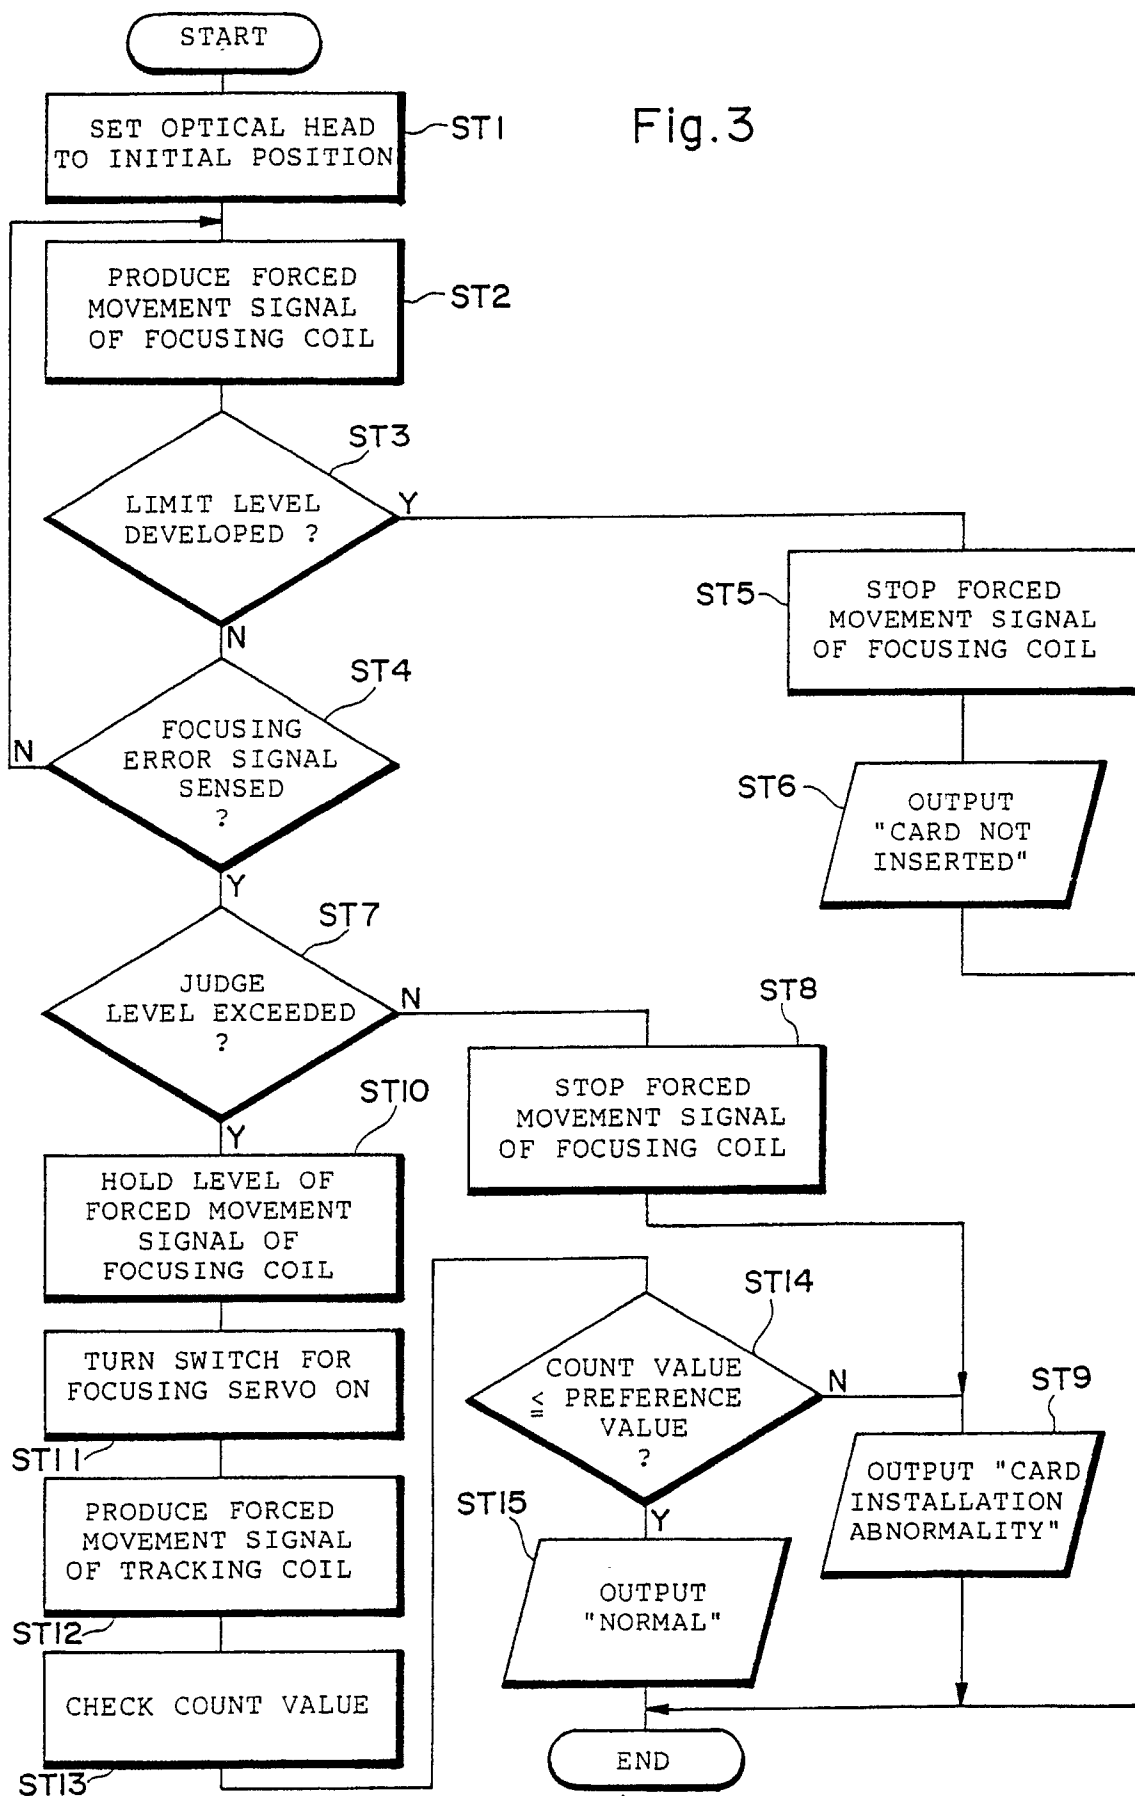 START
Fig.3
SET OPTICAL HEAD
TO INITIAL POSITION
ST1
PRODUCE FORCED
MOVEMENT SIGNAL
OF FOCUSING COIL
ST2
ST3
LIMIT LEVEL
DEVELOPED ?
Y
N
ST5
STOP FORCED
MOVEMENT SIGNAL
OF FOCUSING COIL
ST4
FOCUSING
ERROR SIGNAL
SENSED
?
N
Y
ST6
OUTPUT
"CARD NOT
INSERTED"
ST7
JUDGE
LEVEL EXCEEDED
?
N
Y
ST8
STOP FORCED
MOVEMENT SIGNAL
OF FOCUSING COIL
ST10
HOLD LEVEL OF
FORCED MOVEMENT
SIGNAL OF
FOCUSING COIL
TURN SWITCH FOR
FOCUSING SERVO ON
ST11
PRODUCE FORCED
MOVEMENT SIGNAL
OF TRACKING COIL
ST12
CHECK COUNT VALUE
ST13
ST14
COUNT VALUE
≦ PREFERENCE
VALUE
?
N
Y
ST9
OUTPUT "CARD
INSTALLATION
ABNORMALITY"
ST15
OUTPUT
"NORMAL"
END